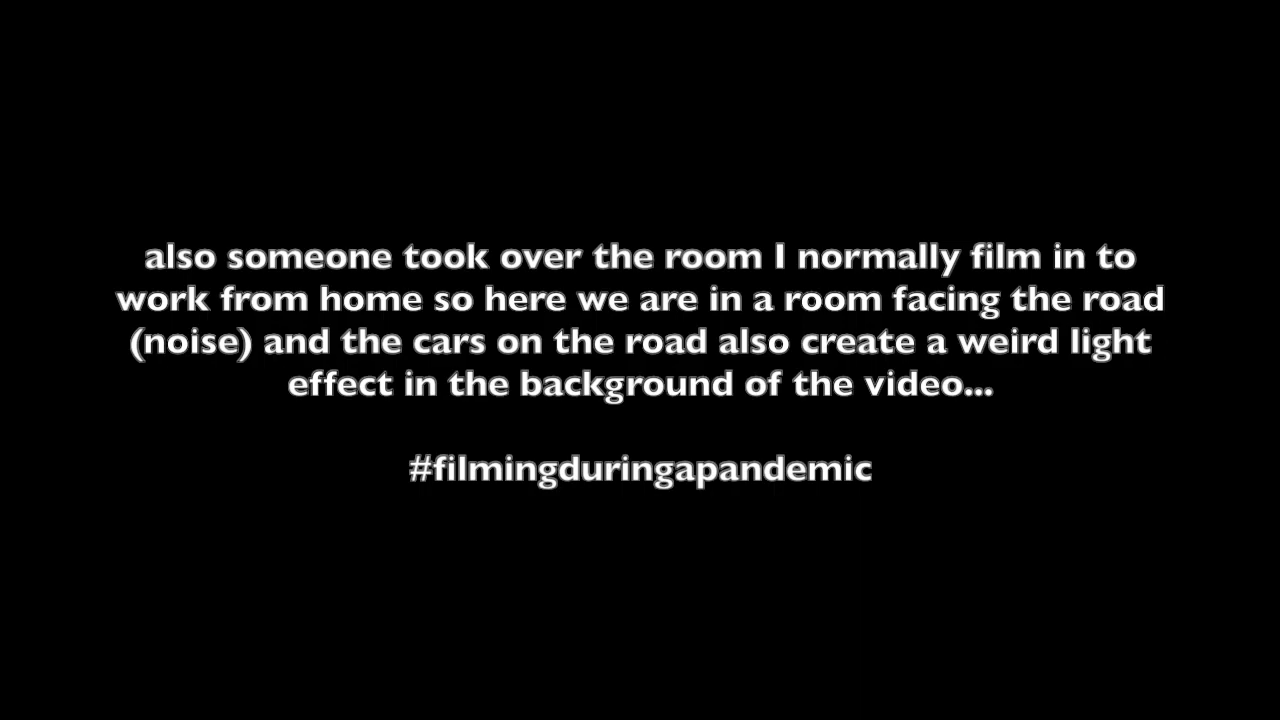 also someone took over the room I normally film in to
work from home so here we are in a room facing the road
(noise) and the cars on the road also create a weird light
effect in the background of the video...
#filmingduringapandemic